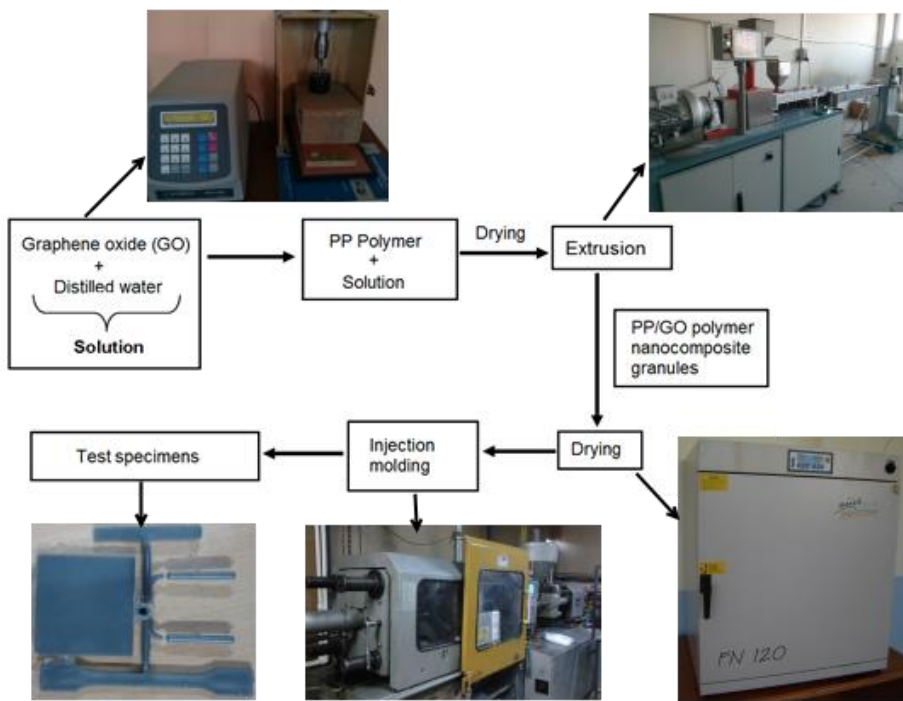 Graphene oxide (GO)
+
Distilled water
Solution
PP Polymer
+
Solution
Drying
Extrusion
PP/GO polymer
nanocomposite
granules
Test specimens
Injection
molding
Drying
FN 120